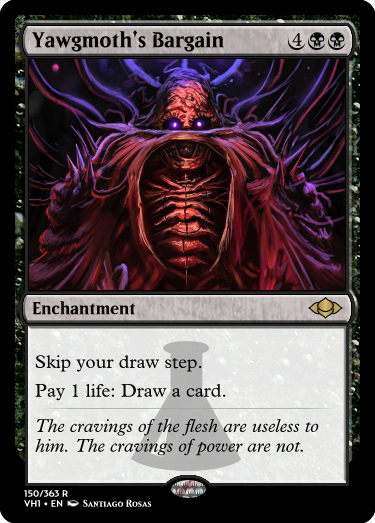 Yawgmoth's Bargain 4
Enchantment
Skip your draw step.
Pay 1 life: Draw a card.
The cravings of the flesh are useless to
him. The cravings of power are not.
150/363 R
VH1 • EN Santiago Rosas